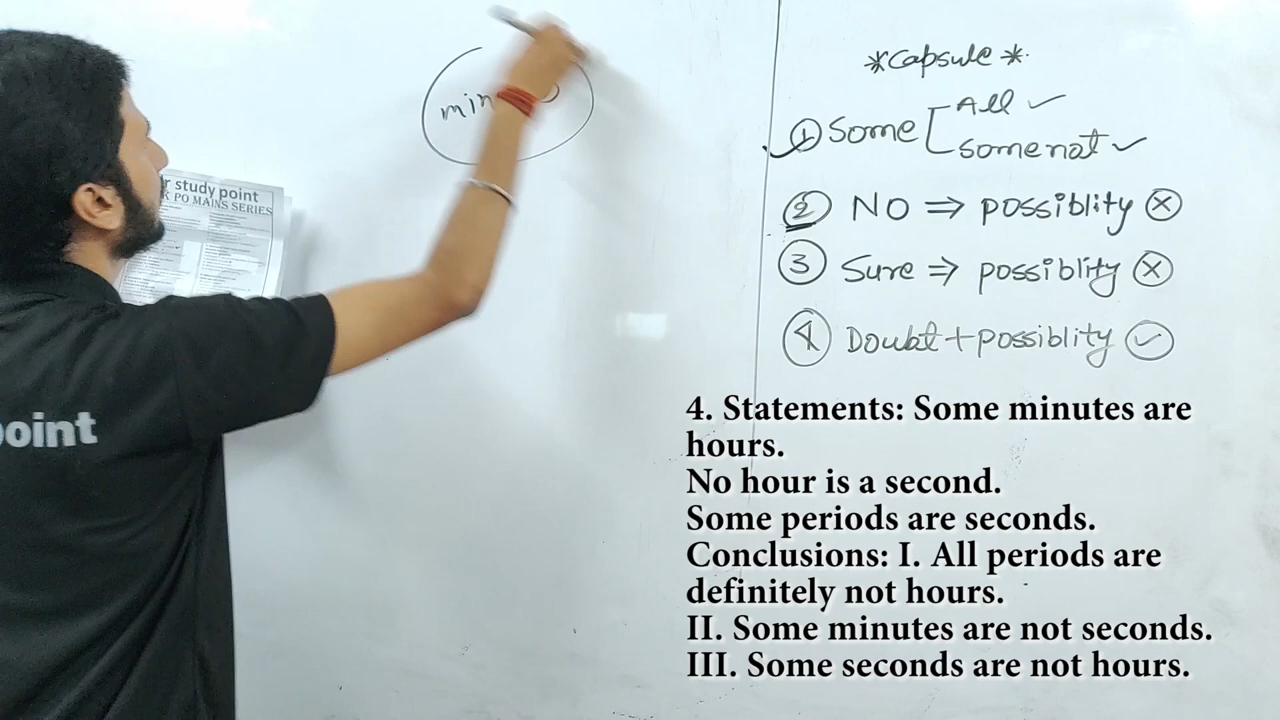 min
r study point
K PO MAINS SERIES
point
*Capsule*
① Some All ✓
Some not ✓
② NO ⇒ possiblity ⓧ
③ Sure ⇒ possiblity ⓧ
④ Doubt + possiblity ✓
4. Statements: Some minutes are
hours.
No hour is a second.
Some periods are seconds.
Conclusions: I. All periods are
definitely not hours.
II. Some minutes are not seconds.
III. Some seconds are not hours.